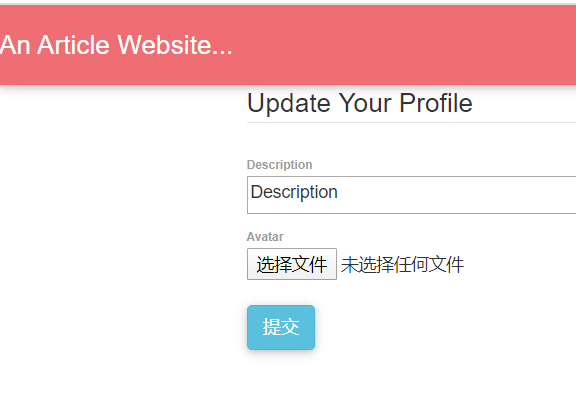 An Article Website...
Update Your Profile
Description
Description
Avatar
选择文件 未选择任何文件
提交